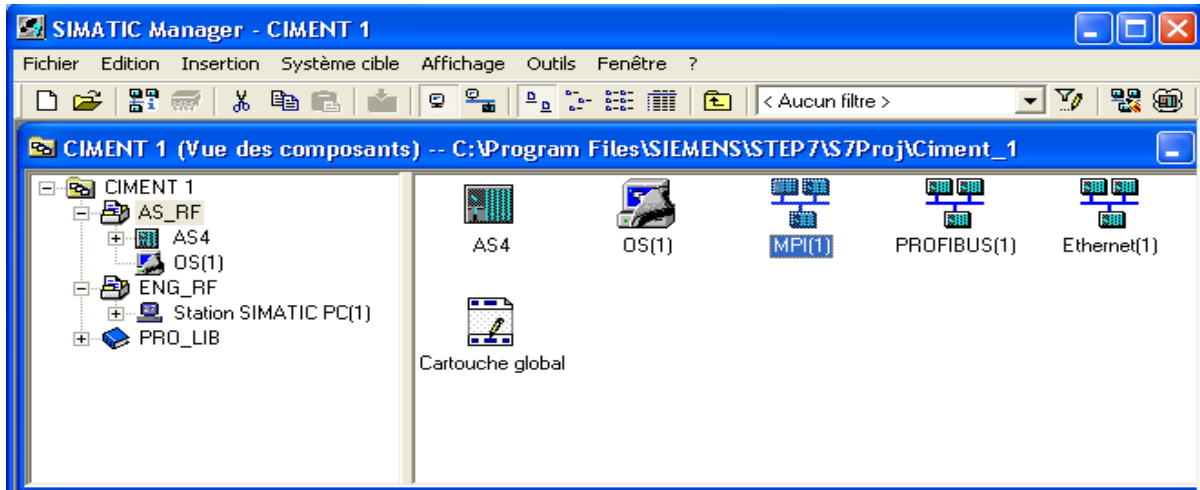 SIMATIC Manager - CIMENT 1
Fichier Edition Insertion Système cible Affichage Outils Fenêtre ?
< Aucun filtre >
CIMENT 1 (Vue des composants) -- C:\Program Files\SIEMENS\STEP7\S7Proj\Ciment_1
CIMENT 1
AS_RF
AS4
OS(1)
ENG_RF
Station SIMATIC PC(1)
PRO_LIB
AS4
OS(1)
MPI(1)
PROFIBUS(1)
Ethernet(1)
Cartouche global